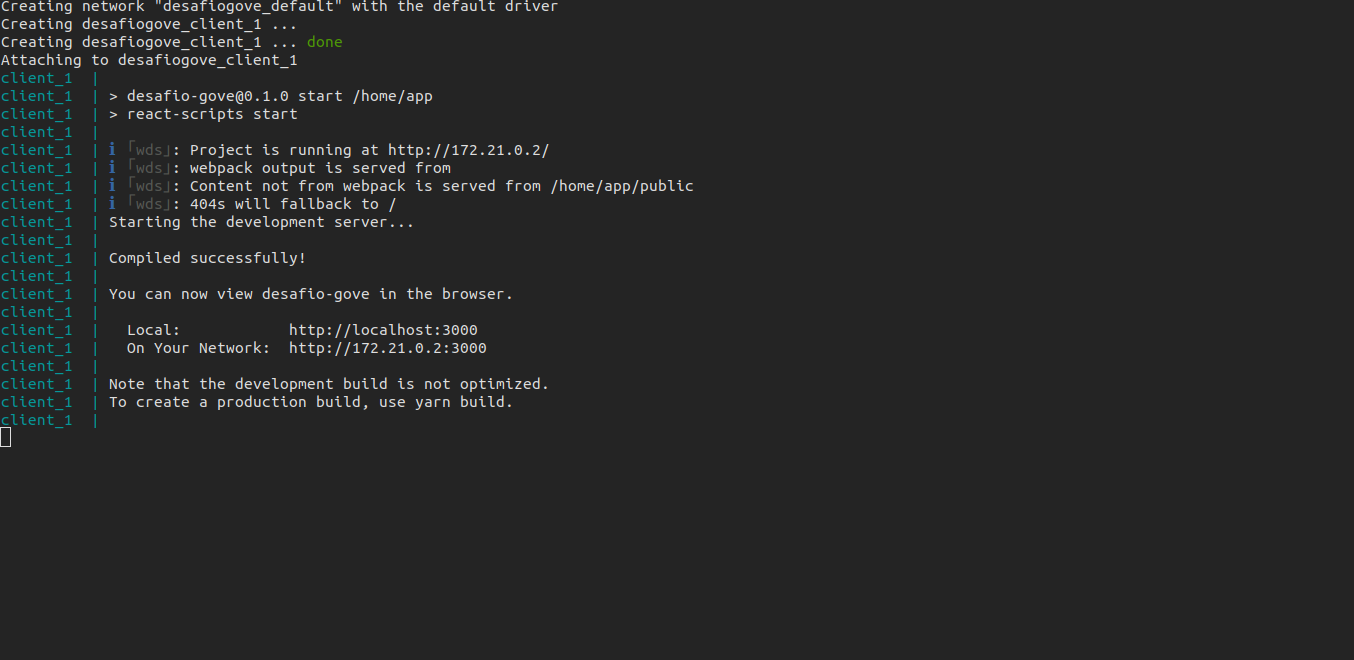 Creating network "desafiogove_default" with the default driver
Creating desafiogove_client_1 ...
Creating desafiogove_client_1 ... done
Attaching to desafiogove_client_1
client_1  |
client_1  | > desafio-gove@0.1.0 start /home/app
client_1  | > react-scripts start
client_1  |
client_1  | ℹ 「wds」: Project is running at http://172.21.0.2/
client_1  | ℹ 「wds」: webpack output is served from
client_1  | ℹ 「wds」: Content not from webpack is served from /home/app/public
client_1  | ℹ 「wds」: 404s will fallback to /
client_1  | Starting the development server...
client_1  |
client_1  | Compiled successfully!
client_1  |
client_1  | You can now view desafio-gove in the browser.
client_1  |
client_1  |   Local:            http://localhost:3000
client_1  |   On Your Network:  http://172.21.0.2:3000
client_1  |
client_1  | Note that the development build is not optimized.
client_1  | To create a production build, use yarn build.
client_1  |